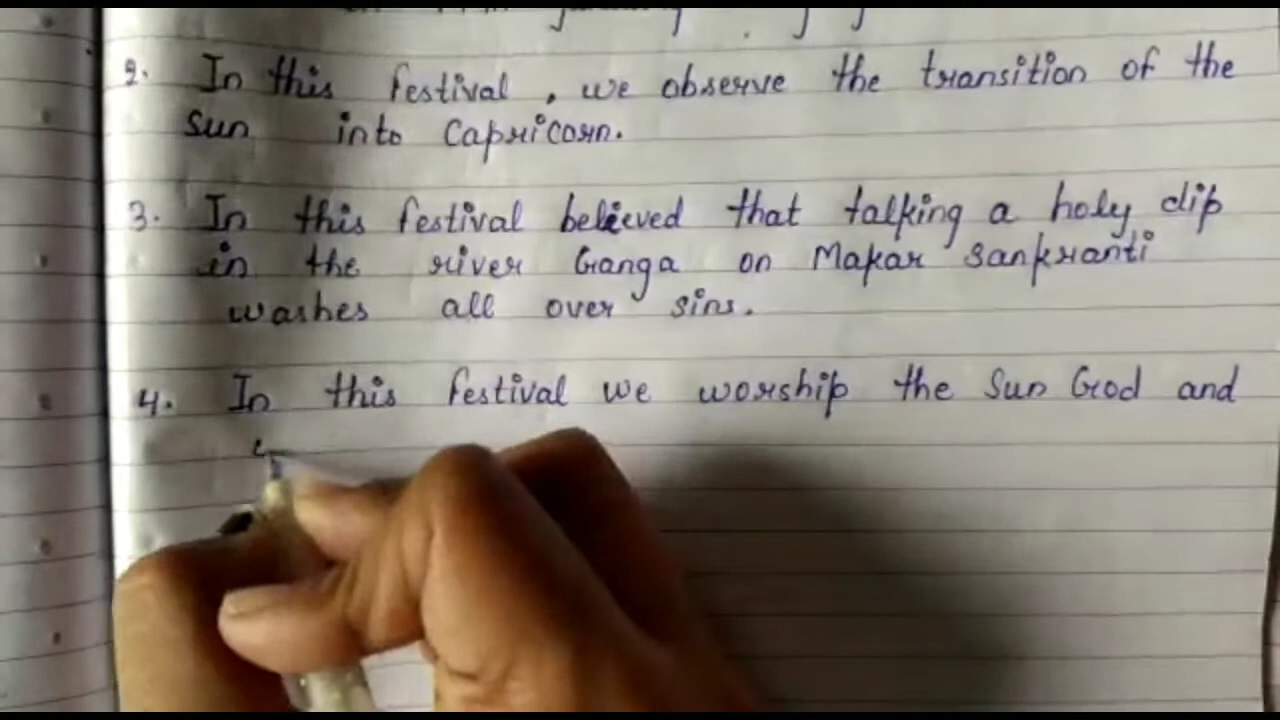 2. In this festival , we observe the transition of the
sun into Capricorn.
3. In this festival believed that talking a holy dip
in the river Ganga on Makar Sankranti
washes all over sins.
4. In this festival we worship the Sun God and